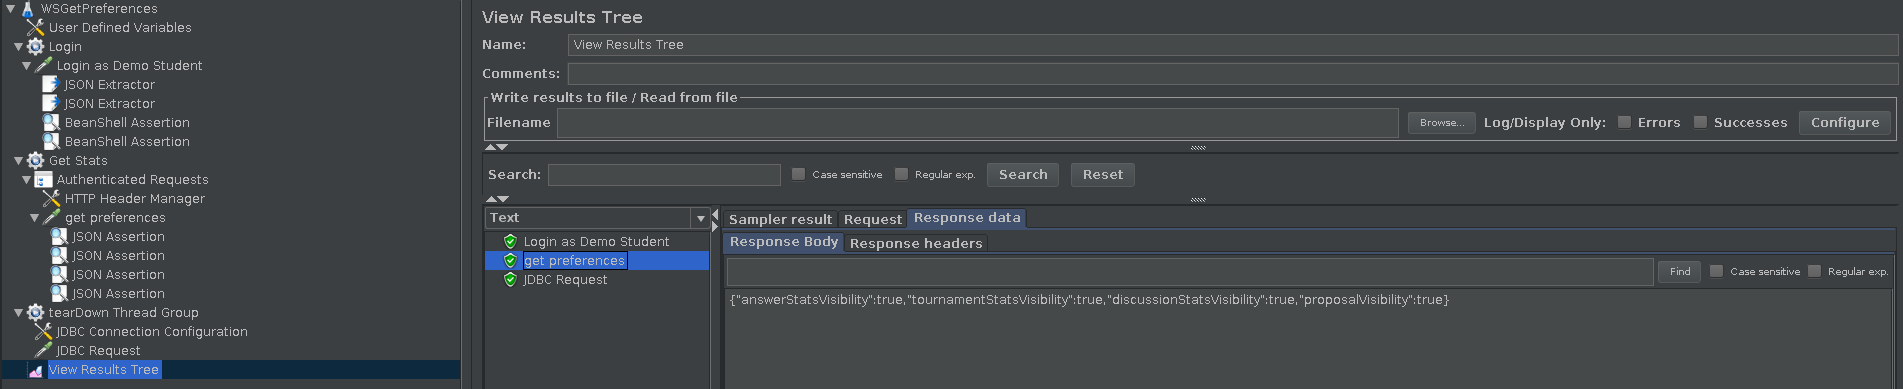 WSGetPreferences
User Defined Variables
Login
Login as Demo Student
JSON Extractor
JSON Extractor
BeanShell Assertion
BeanShell Assertion
Get Stats
Authenticated Requests
HTTP Header Manager
get preferences
JSON Assertion
JSON Assertion
JSON Assertion
JSON Assertion
tearDown Thread Group
JDBC Connection Configuration
JDBC Request
View Results Tree
View Results Tree
Name: View Results Tree
Comments:
Write results to file / Read from file
Filename Browse... Log/Display Only: Errors Successes Configure
Search: Case sensitive Regular exp. Search Reset
Text
Login as Demo Student
get preferences
JDBC Request
Sampler result Request Response data
Response Body Response headers
Find Case sensitive Regular exp.
{"answerStatsVisibility":true,"tournamentStatsVisibility":true,"discussionStatsVisibility":true,"proposalVisibility":true}